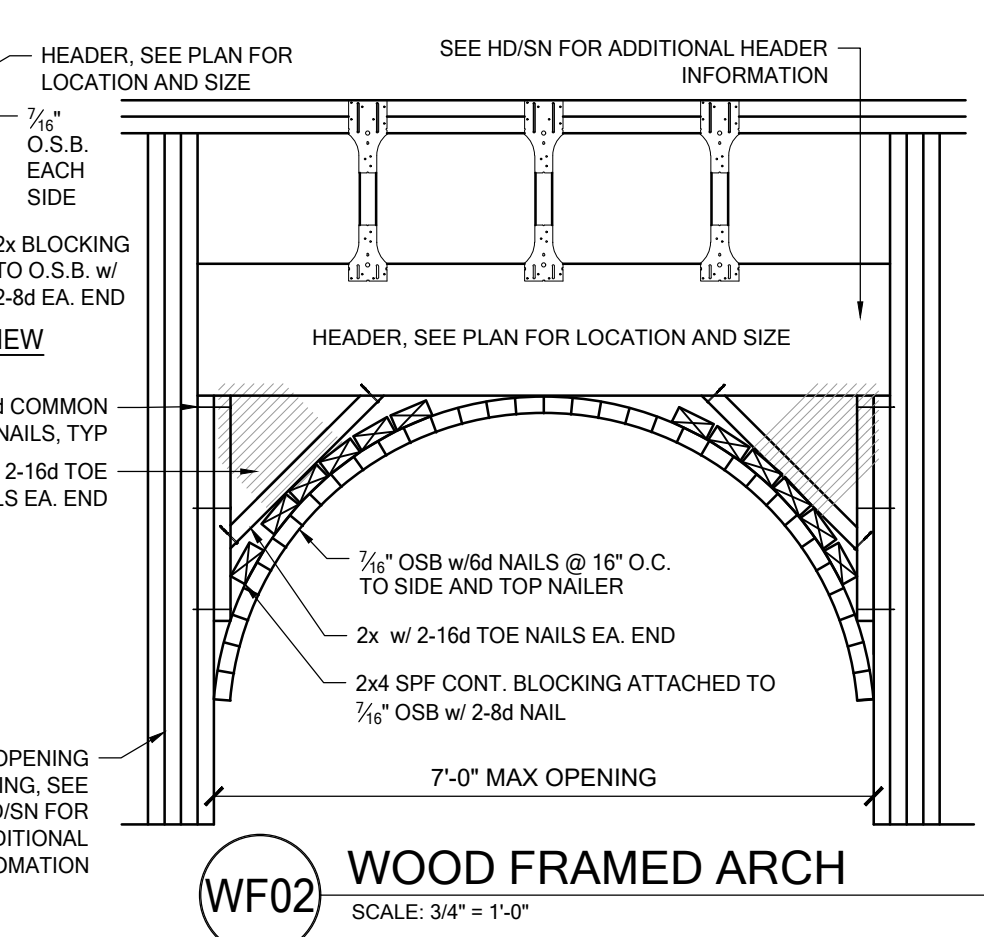 HEADER, SEE PLAN FOR
LOCATION AND SIZE
7⁄16"
O.S.B.
EACH
SIDE
2x BLOCKING
TO O.S.B. w/
2-8d EA. END
SEE HD/SN FOR ADDITIONAL HEADER
INFORMATION
HEADER, SEE PLAN FOR LOCATION AND SIZE
COMMON
NAILS, TYP
2-16d TOE
EA. END
7⁄16" OSB w/6d NAILS @ 16" O.C.
TO SIDE AND TOP NAILER
2x w/ 2-16d TOE NAILS EA. END
2x4 SPF CONT. BLOCKING ATTACHED TO
7⁄16" OSB w/ 2-8d NAIL
OPENING
SEE
FOR
7'-0" MAX OPENING
WF02
WOOD FRAMED ARCH
SCALE: 3/4" = 1'-0"